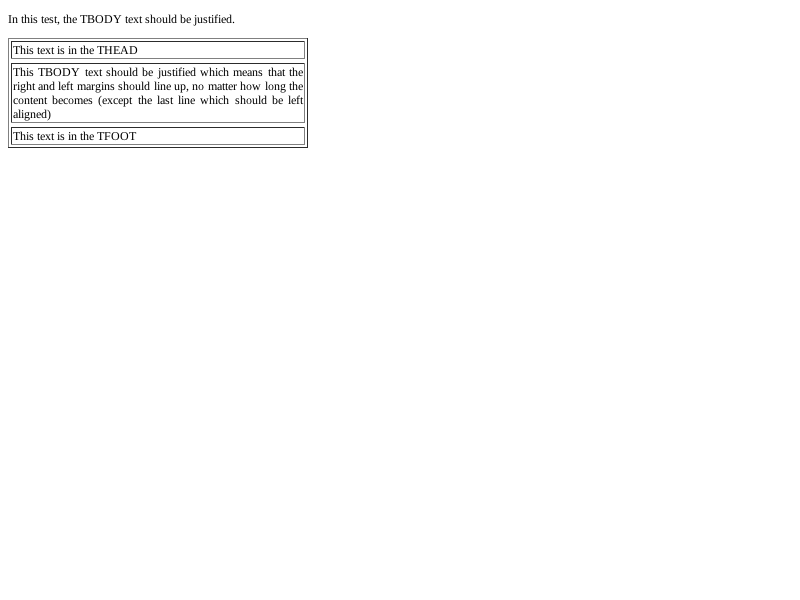 In this test, the TBODY text should be justified.
This text is in the THEAD
This TBODY text should be justified which means that the
right and left margins should line up, no matter how long the
content becomes (except the last line which should be left
aligned)
This text is in the TFOOT